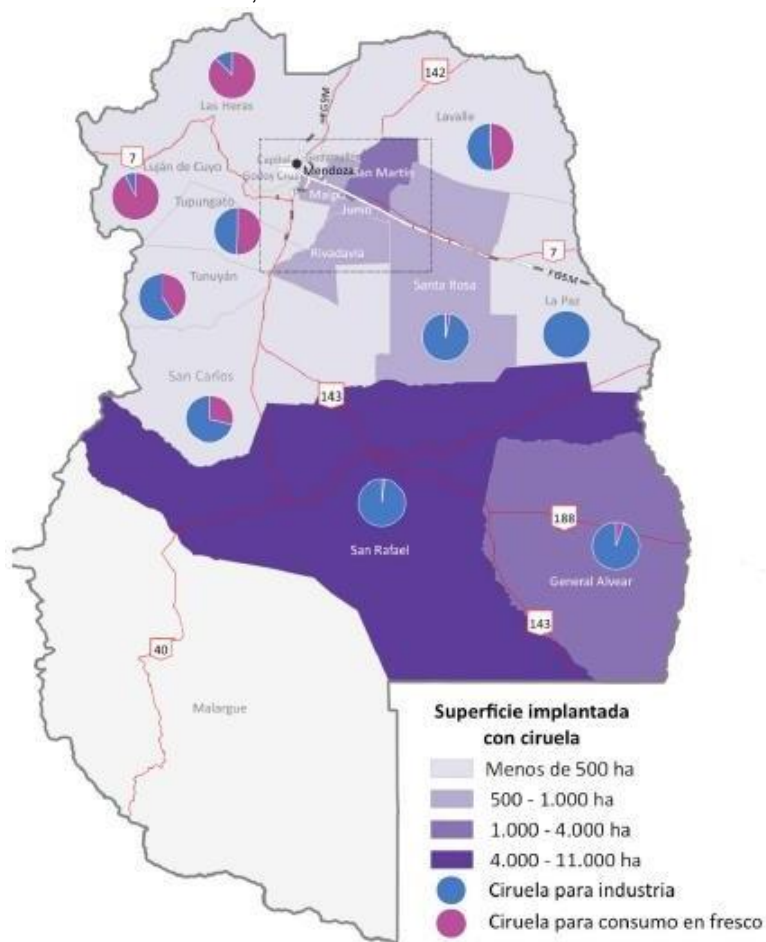 142
FGSM
Las Heras
Lavalle
7
Luján de Cuyo
Capital
Guaymallén
Mendoza
San Martín
Godoy Cruz
Maipú
Junín
Tupungato
Rivadavia
7
FGSM
Tunuyán
Santa Rosa
La Paz
San Carlos
143
188
San Rafael
General Alvear
143
40
Malargue
Superficie implantada
con ciruela
Menos de 500 ha
500 - 1.000 ha
1.000 - 4.000 ha
4.000 - 11.000 ha
Ciruela para industria
Ciruela para consumo en fresco